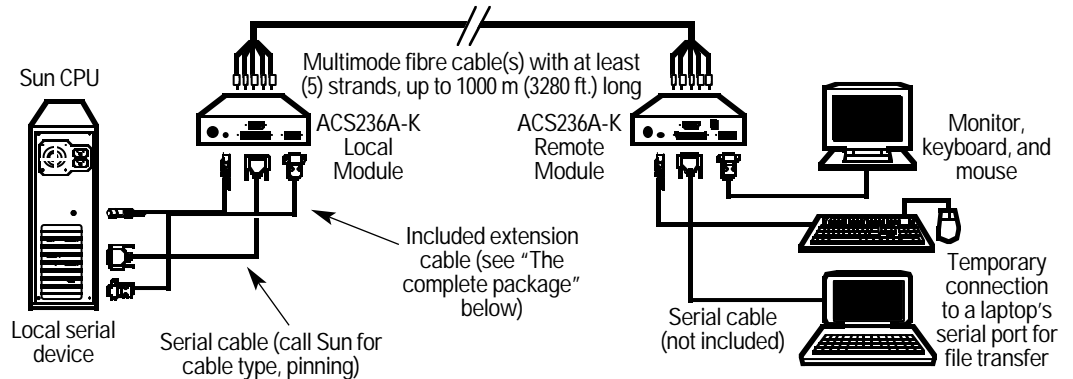 Multimode fibre cable(s) with at least
(5) strands, up to 1000 m (3280 ft.) long
Sun CPU
ACS236A-K
Local
Module
ACS236A-K
Remote
Module
Monitor,
keyboard, and
mouse
Included extension
cable (see “The
complete package”
below)
Local serial
device
Serial cable (call Sun for
cable type, pinning)
Serial cable
(not included)
Temporary
connection
to a laptop's
serial port for
file transfer